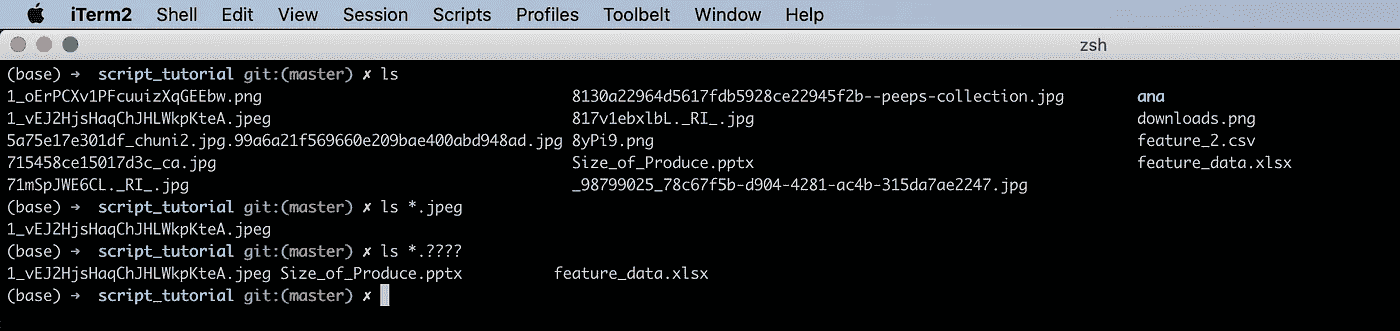 iTerm2 Shell Edit View Session Scripts Profiles Toolbelt Window Help
zsh
(base) → script_tutorial git:(master) ✗ ls
1_oErPCXv1PFcuuizXqGEEbw.png 8130a22964d5617fdb5928ce22945f2b--peeps-collection.jpg ana
1_vEJ2HjsHaqChJHLWkpKteA.jpeg 817v1ebxlbL._RI_.jpg downloads.png
5a75e17e301df_chuni2.jpg.99a6a21f569660e209bae400abd948ad.jpg 8yPi9.png feature_2.csv
715458ce15017d3c_ca.jpg Size_of_Produce.pptx feature_data.xlsx
71mSpJWE6CL._RI_.jpg _98799025_78c67f5b-d904-4281-ac4b-315da7ae2247.jpg
(base) → script_tutorial git:(master) ✗ ls *.jpeg
1_vEJ2HjsHaqChJHLWkpKteA.jpeg
(base) → script_tutorial git:(master) ✗ ls *.????
1_vEJ2HjsHaqChJHLWkpKteA.jpeg Size_of_Produce.pptx feature_data.xlsx
(base) → script_tutorial git:(master) ✗